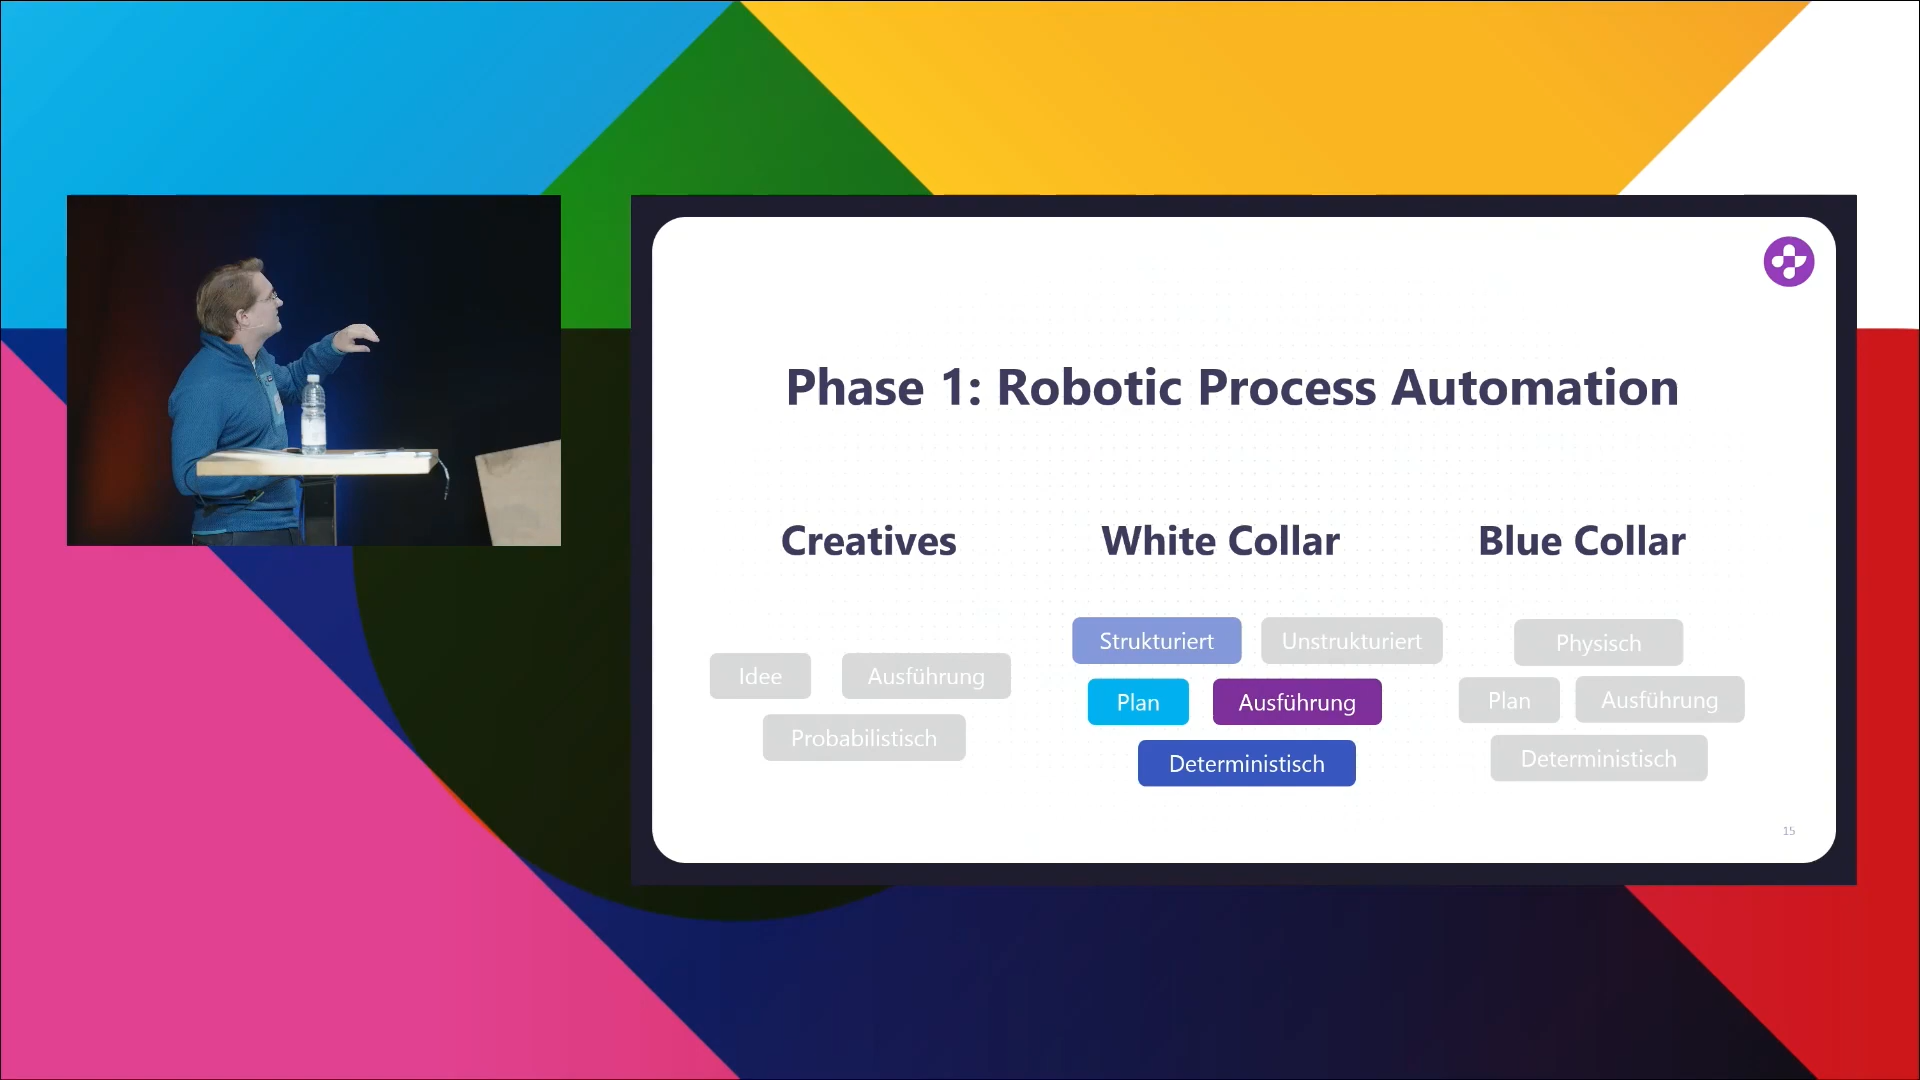 Phase 1: Robotic Process Automation
Creatives
Idee
Ausführung
Probabilistisch
White Collar
Strukturiert
Unstrukturiert
Plan
Ausführung
Deterministisch
Blue Collar
Physisch
Plan
Ausführung
Deterministisch
15